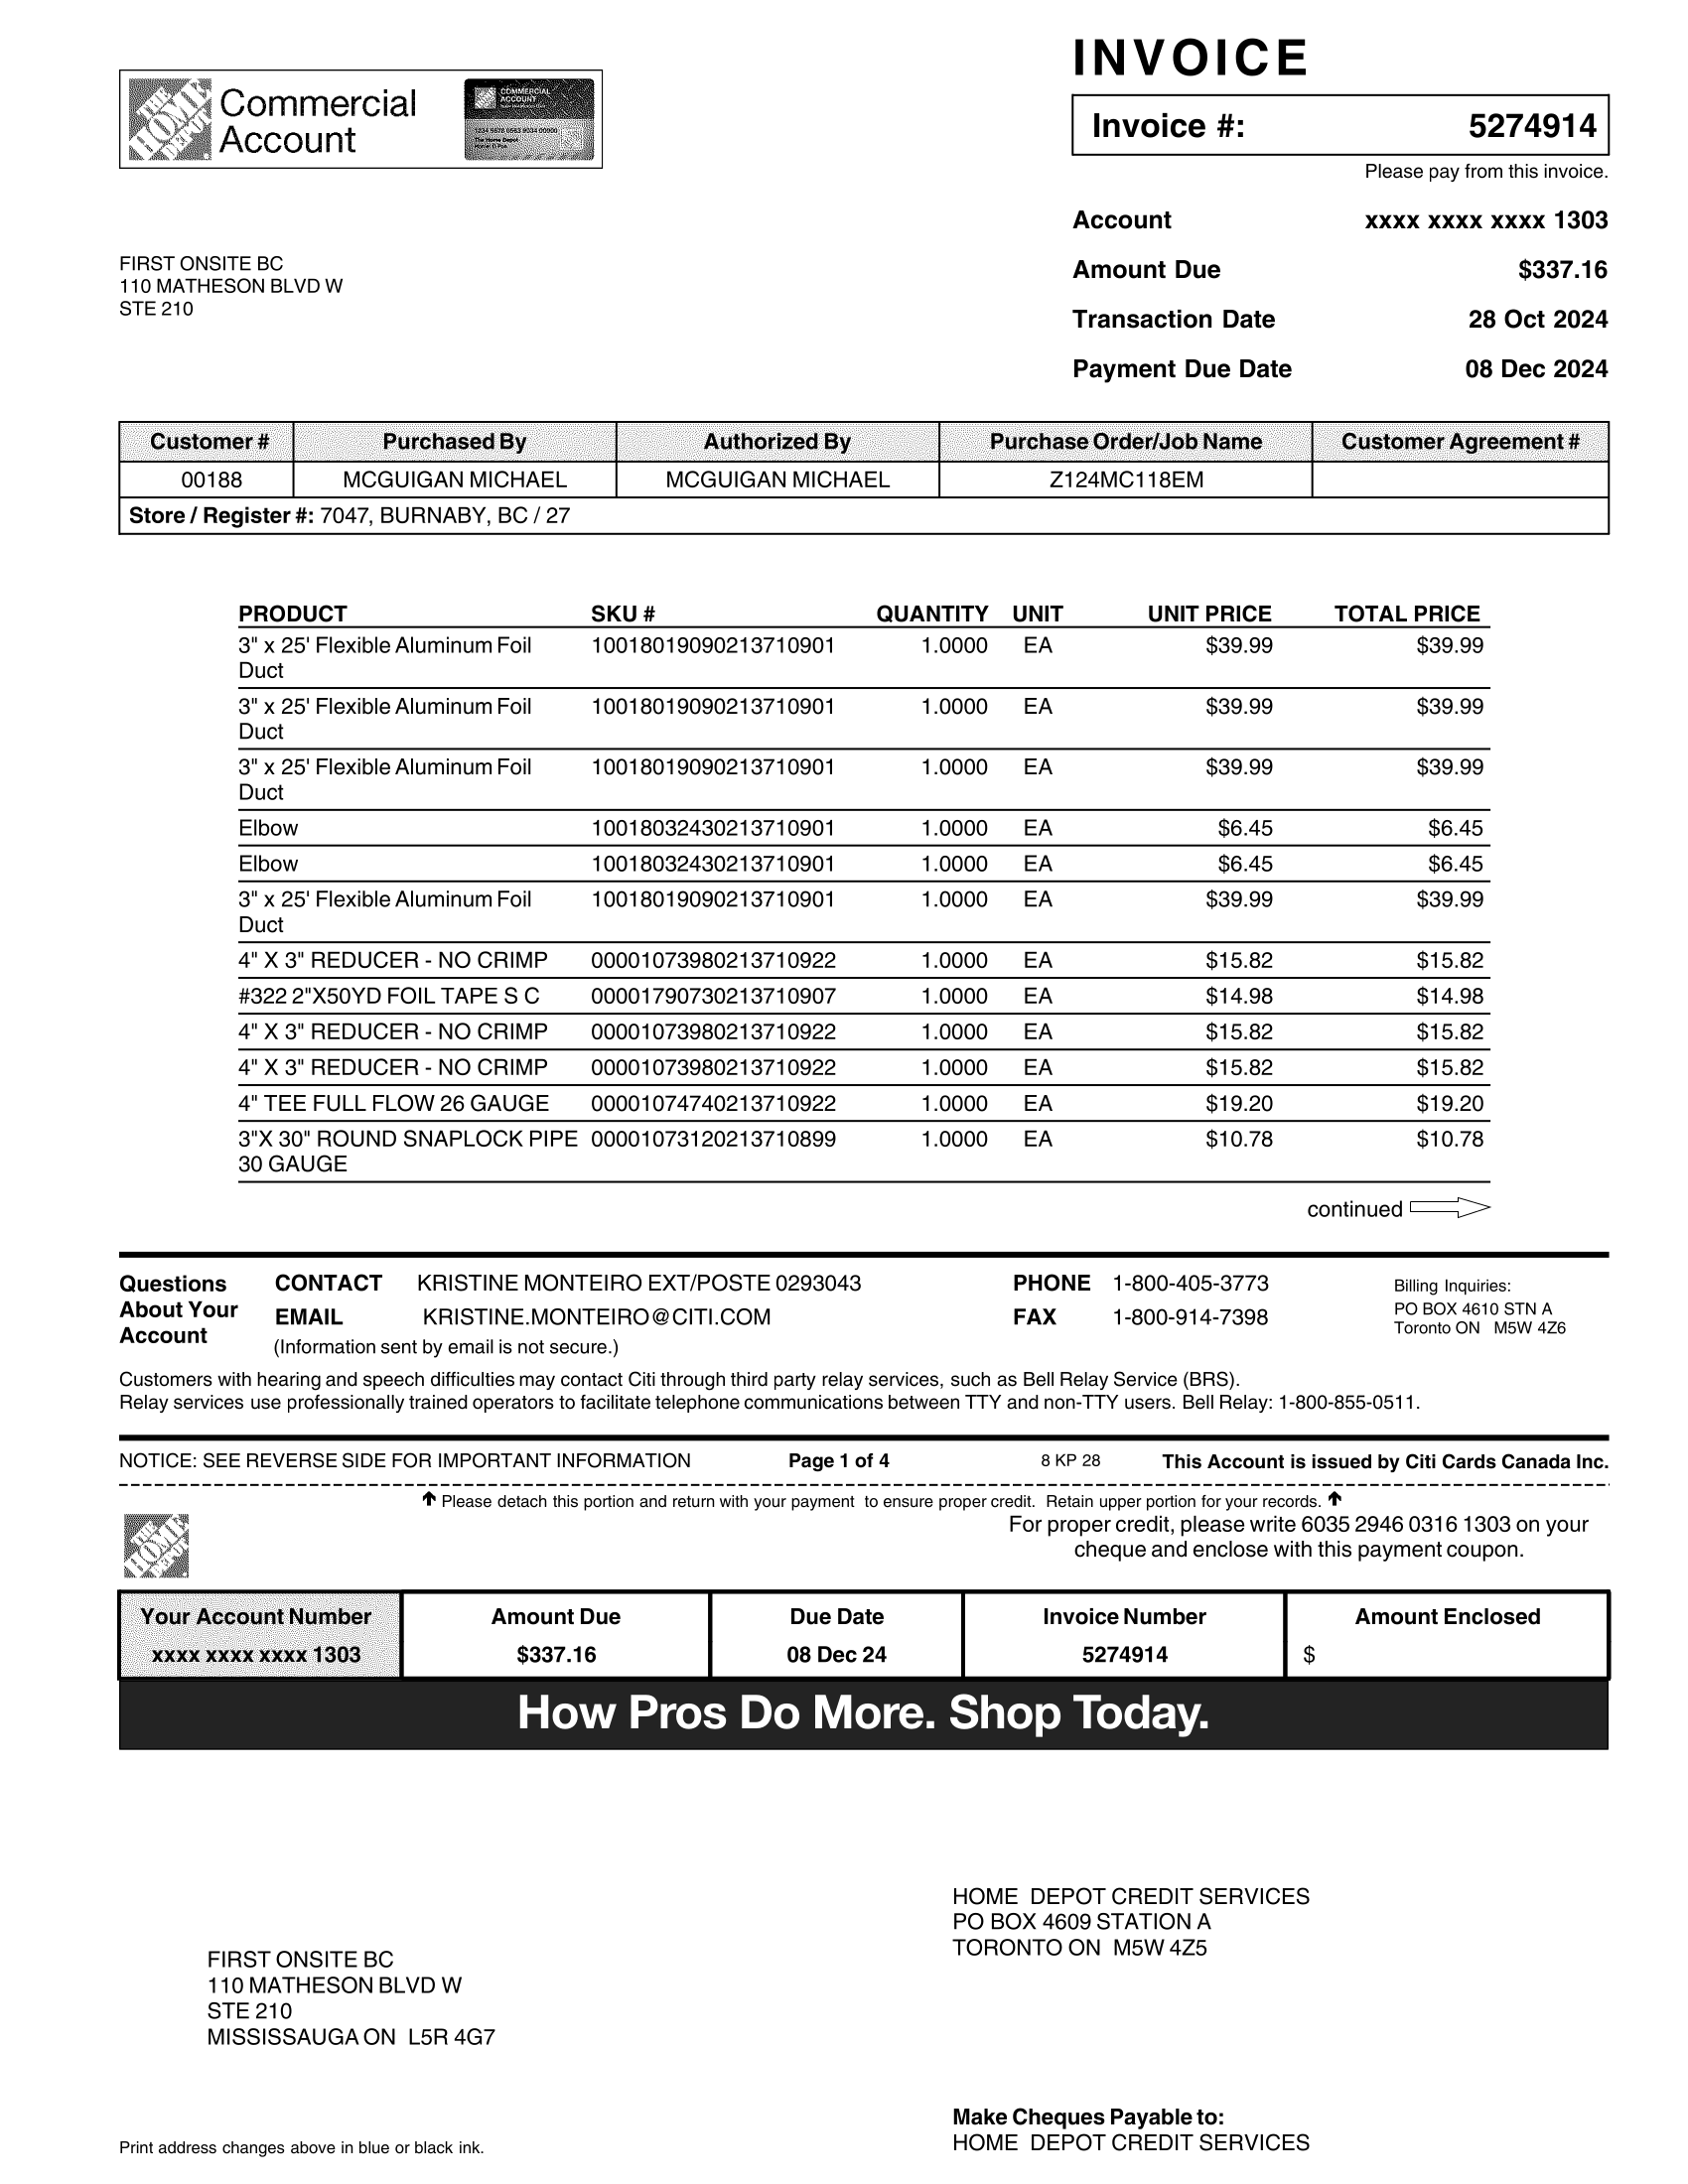 INVOICE
THE HOME DEPOT
Commercial
Account
COMMERCIAL
ACCOUNT
Invoice #: 5274914
Please pay from this invoice.
Account xxxx xxxx xxxx 1303
FIRST ONSITE BC
110 MATHESON BLVD W
STE 210
Amount Due $337.16
Transaction Date 28 Oct 2024
Payment Due Date 08 Dec 2024
Customer # Purchased By Authorized By Purchase Order/Job Name Customer Agreement #
00188 MCGUIGAN MICHAEL MCGUIGAN MICHAEL Z124MC118EM
Store / Register #: 7047, BURNABY, BC / 27
PRODUCT SKU # QUANTITY UNIT UNIT PRICE TOTAL PRICE
3" x 25' Flexible Aluminum Foil 10018019090213710901 1.0000 EA $39.99 $39.99
Duct
3" x 25' Flexible Aluminum Foil 10018019090213710901 1.0000 EA $39.99 $39.99
Duct
3" x 25' Flexible Aluminum Foil 10018019090213710901 1.0000 EA $39.99 $39.99
Duct
Elbow 10018032430213710901 1.0000 EA $6.45 $6.45
Elbow 10018032430213710901 1.0000 EA $6.45 $6.45
3" x 25' Flexible Aluminum Foil 10018019090213710901 1.0000 EA $39.99 $39.99
Duct
4" X 3" REDUCER - NO CRIMP 00001073980213710922 1.0000 EA $15.82 $15.82
#322 2"X50YD FOIL TAPE S C 00001790730213710907 1.0000 EA $14.98 $14.98
4" X 3" REDUCER - NO CRIMP 00001073980213710922 1.0000 EA $15.82 $15.82
4" X 3" REDUCER - NO CRIMP 00001073980213710922 1.0000 EA $15.82 $15.82
4" TEE FULL FLOW 26 GAUGE 00001074740213710922 1.0000 EA $19.20 $19.20
3"X 30" ROUND SNAPLOCK PIPE 00001073120213710899 1.0000 EA $10.78 $10.78
30 GAUGE
continued
Questions About Your Account
CONTACT KRISTINE MONTEIRO EXT/POSTE 0293043 PHONE 1-800-405-3773
EMAIL KRISTINE.MONTEIRO@CITI.COM FAX 1-800-914-7398
(Information sent by email is not secure.)
Billing Inquiries:
PO BOX 4610 STN A
Toronto ON M5W 4Z6
Customers with hearing and speech difficulties may contact Citi through third party relay services, such as Bell Relay Service (BRS).
Relay services use professionally trained operators to facilitate telephone communications between TTY and non-TTY users. Bell Relay: 1-800-855-0511.
NOTICE: SEE REVERSE SIDE FOR IMPORTANT INFORMATION Page 1 of 4 8 KP 28 This Account is issued by Citi Cards Canada Inc.
Please detach this portion and return with your payment to ensure proper credit. Retain upper portion for your records.
THE HOME DEPOT
For proper credit, please write 6035 2946 0316 1303 on your
cheque and enclose with this payment coupon.
Your Account Number Amount Due Due Date Invoice Number Amount Enclosed
xxxx xxxx xxxx 1303 $337.16 08 Dec 24 5274914 $
How Pros Do More. Shop Today.
HOME DEPOT CREDIT SERVICES
PO BOX 4609 STATION A
TORONTO ON M5W 4Z5
FIRST ONSITE BC
110 MATHESON BLVD W
STE 210
MISSISSAUGA ON L5R 4G7
Make Cheques Payable to:
HOME DEPOT CREDIT SERVICES
Print address changes above in blue or black ink.